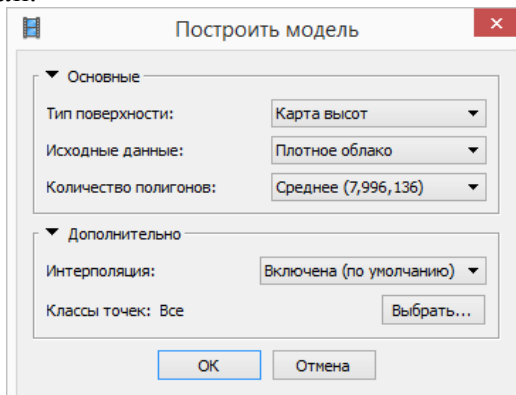 Построить модель
Основные
Тип поверхности: Карта высот
Исходные данные: Плотное облако
Количество полигонов: Среднее (7,996,136)
Дополнительно
Интерполяция: Включена (по умолчанию)
Классы точек: Все Выбрать...
OK Отмена